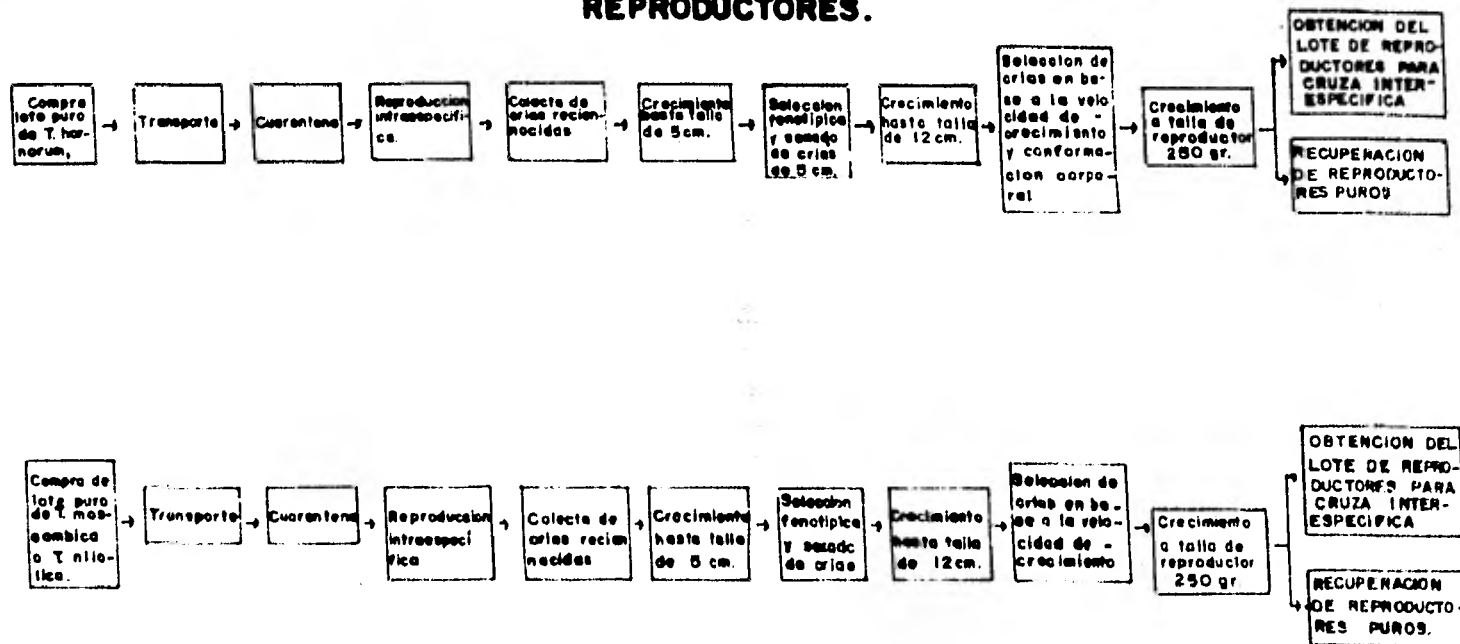 REPRODUCTORES.
Compra
lote puro
de T. hor-
norum,
Transporte
Cuarentena
Reproduccion
intraespecifi-
ca.
Colecta de
crias recien-
nacidas
Crecimiento
hasta talla
de 5cm.
Seleccion
fenotipica
y sexado
de crias
de 5 cm.
Crecimiento
hasta talla
de 12cm.
Seleccion de
crias en ba-
se a la velo
cidad de -
crecimiento
y conforma-
cion corpo-
ral
Crecimiento
a talla de
reproductor
250 gr.
OBTENCION DEL
LOTE DE REPRO-
DUCTORES PARA
CRUZA INTER-
ESPECIFICA
RECUPERACION
DE REPRODUCTO-
RES PUROS
Compra de
lote puro
de T. mos-
sambica
o T. nilo-
tica.
Transporte
Cuarentena
Reproduccion
intraespecí
fica
Colecta de
crias recien
nacidas
Crecimiento
hasta talla
de 5 cm.
Seleccion
fenotipica
y sexado
de crias
Crecimiento
hasta talla
de 12cm.
Seleccion de
crias en ba-
se a la velo-
cidad de -
crecimiento
Crecimiento
a talla de
reproductor
250 gr.
OBTENCION DEL
LOTE DE REPRO-
DUCTORES PARA
CRUZA INTER-
ESPECIFICA
RECUPERACION
DE REPRODUCTO-
RES PUROS.